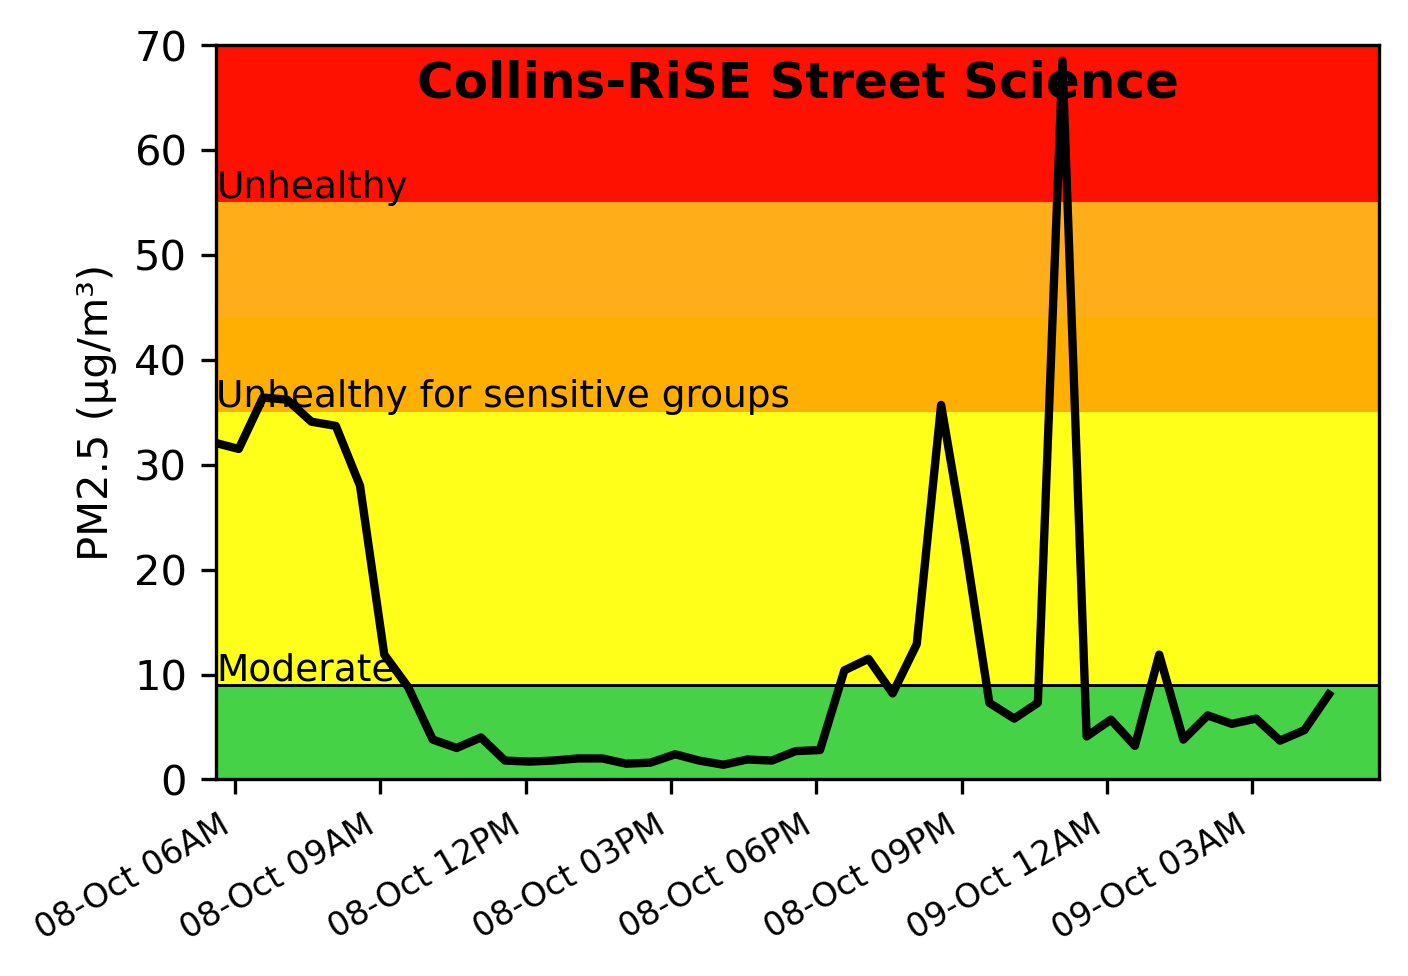 Collins-RiSE Street Science
PM2.5 (µg/m³)
70
60
50
40
30
20
10
0
Unhealthy
Unhealthy for sensitive groups
Moderate
08-Oct 06AM
08-Oct 09AM
08-Oct 12PM
08-Oct 03PM
08-Oct 06PM
08-Oct 09PM
09-Oct 12AM
09-Oct 03AM